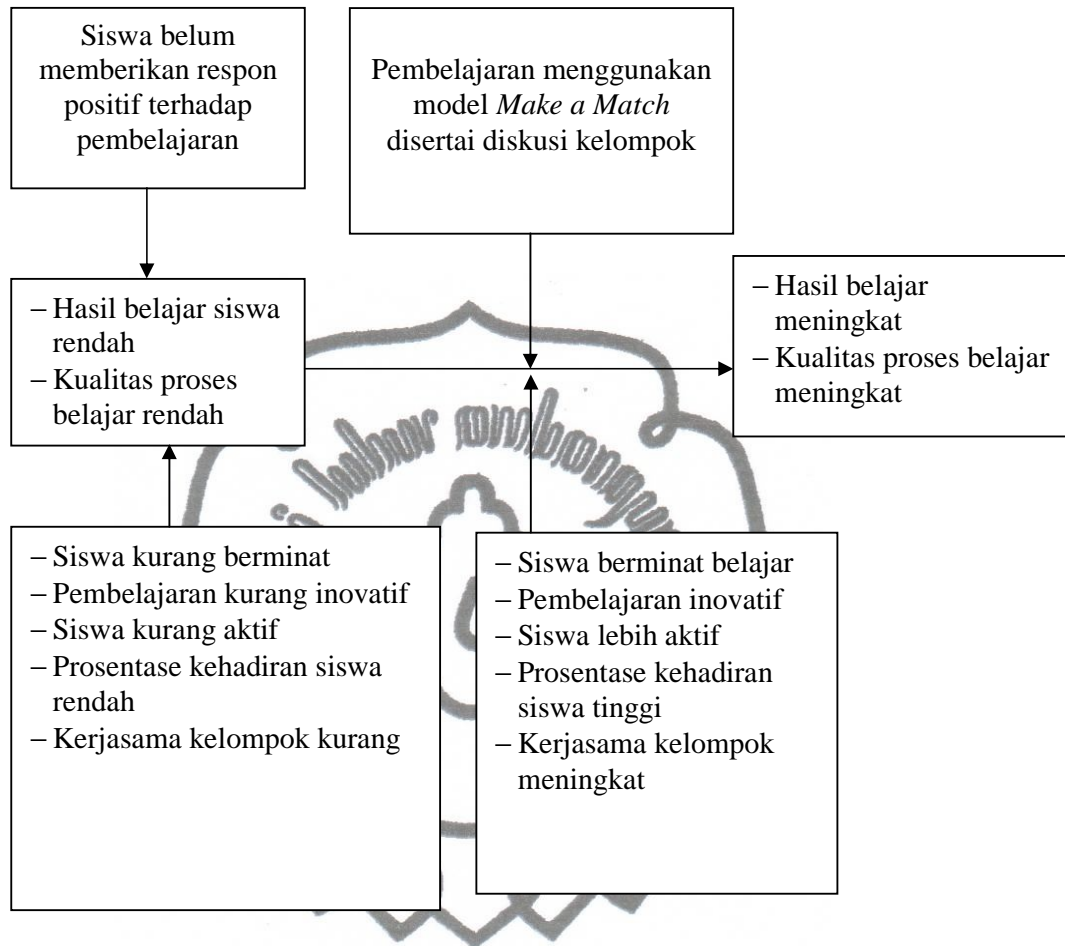 Siswa belum
memberikan respon
positif terhadap
pembelajaran
Pembelajaran menggunakan
model Make a Match
disertai diskusi kelompok
– Hasil belajar siswa
rendah
– Kualitas proses
belajar rendah
– Hasil belajar
meningkat
– Kualitas proses belajar
meningkat
– Siswa kurang berminat
– Pembelajaran kurang inovatif
– Siswa kurang aktif
– Prosentase kehadiran siswa
rendah
– Kerjasama kelompok kurang
– Siswa berminat belajar
– Pembelajaran inovatif
– Siswa lebih aktif
– Prosentase kehadiran
siswa tinggi
– Kerjasama kelompok
meningkat